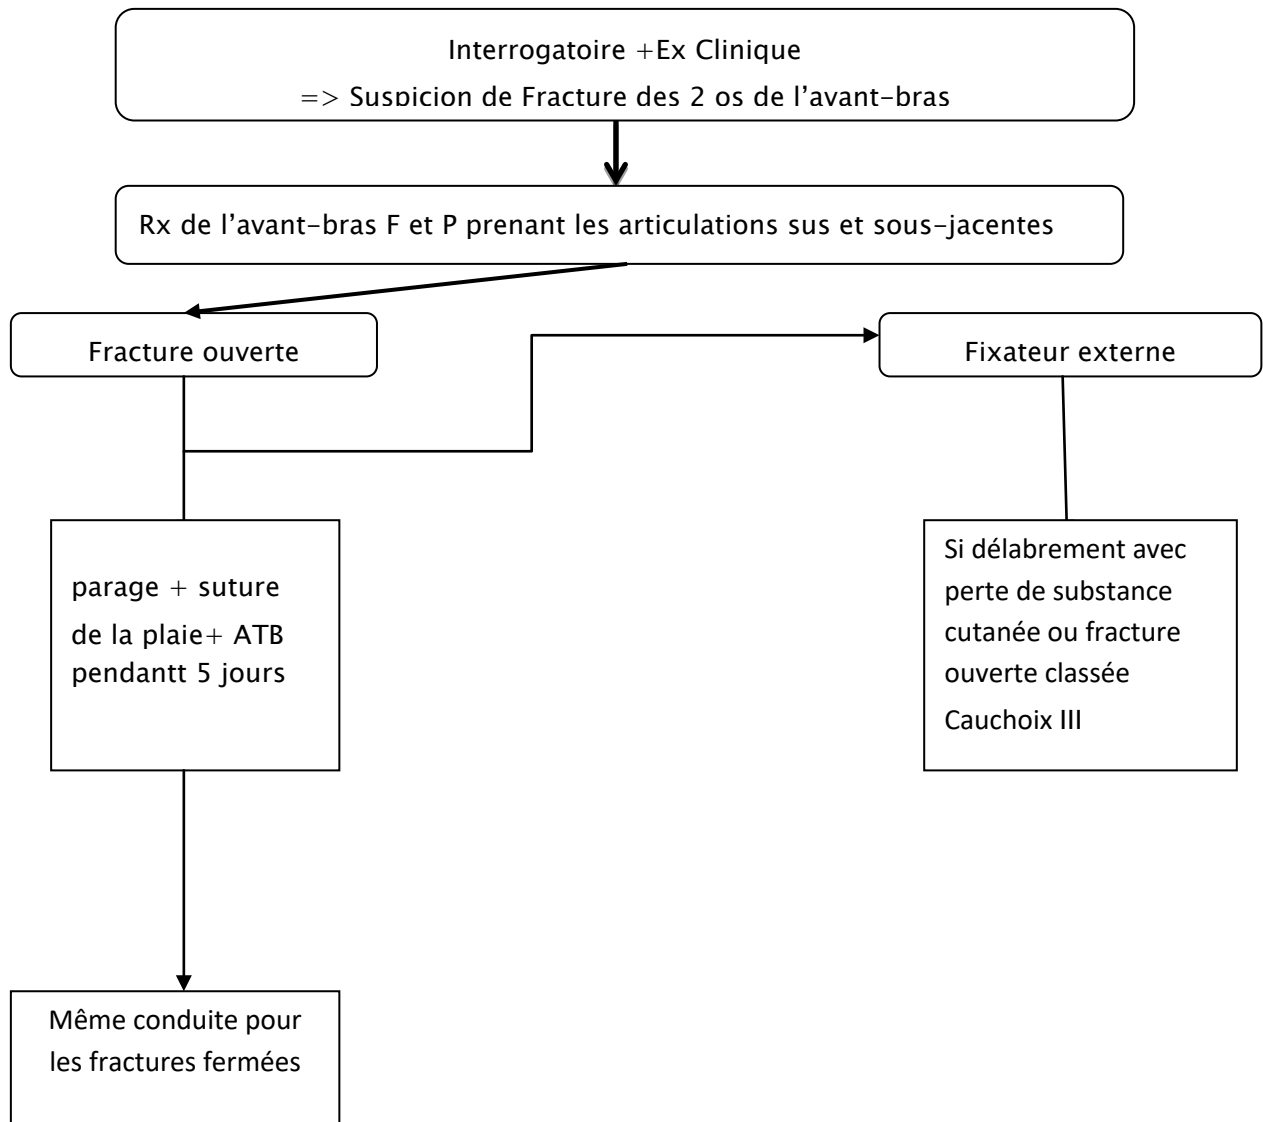 Interrogatoire +Ex Clinique
=> Suspicion de Fracture des 2 os de l'avant-bras
Rx de l'avant-bras F et P prenant les articulations sus et sous-jacentes
Fracture ouverte
Fixateur externe
parage + suture
de la plaie+ ATB
pendantt 5 jours
Si délabrement avec
perte de substance
cutanée ou fracture
ouverte classée
Cauchoix III
Même conduite pour
les fractures fermées